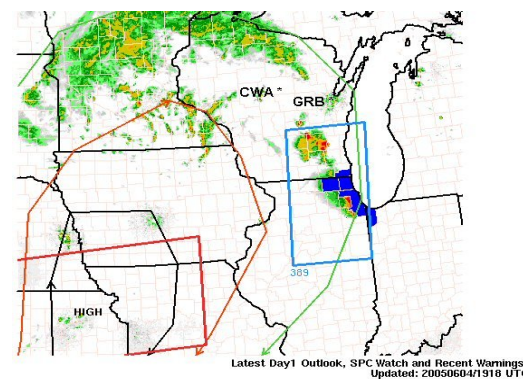 CWA *
GRB
389
HIGH
Latest Day1 Outlook, SPC Watch and Recent Warnings
Updated: 20050604/1918 UTC